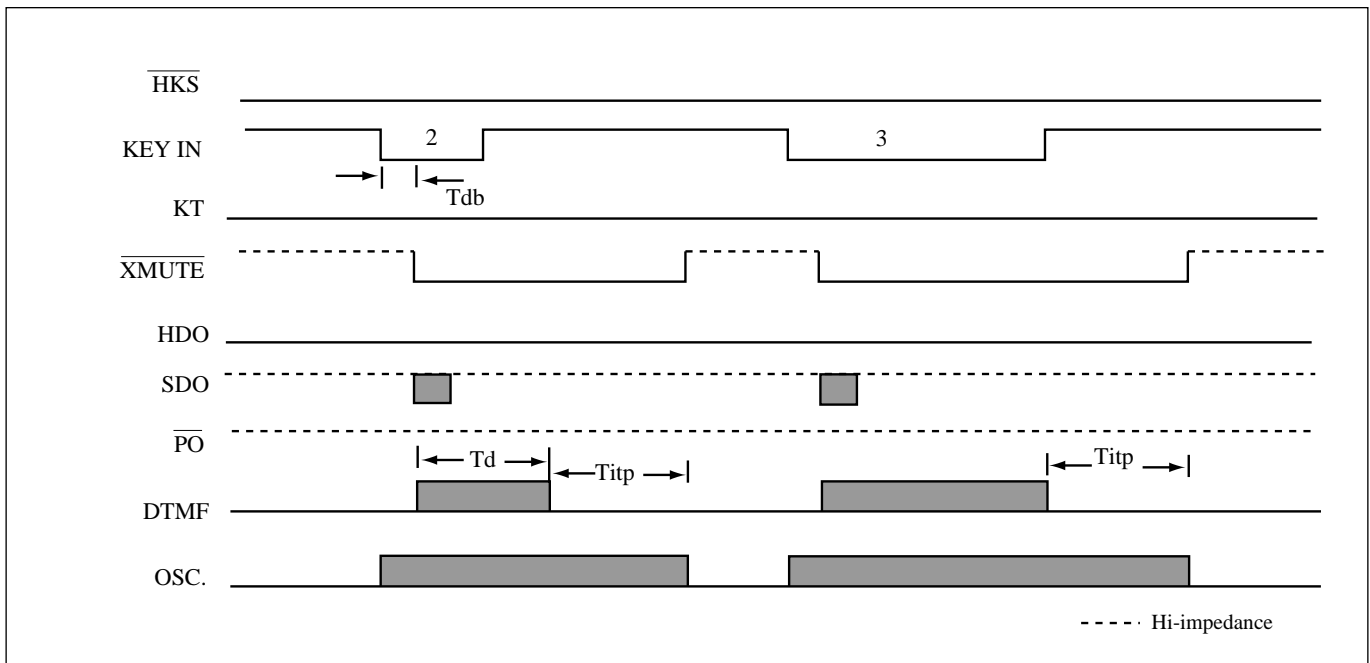 HKS
KEY IN 2 3
Tdb
KT
XMUTE
HDO
SDO
PO
Td Titp Titp
DTMF
OSC.
Hi-impedance